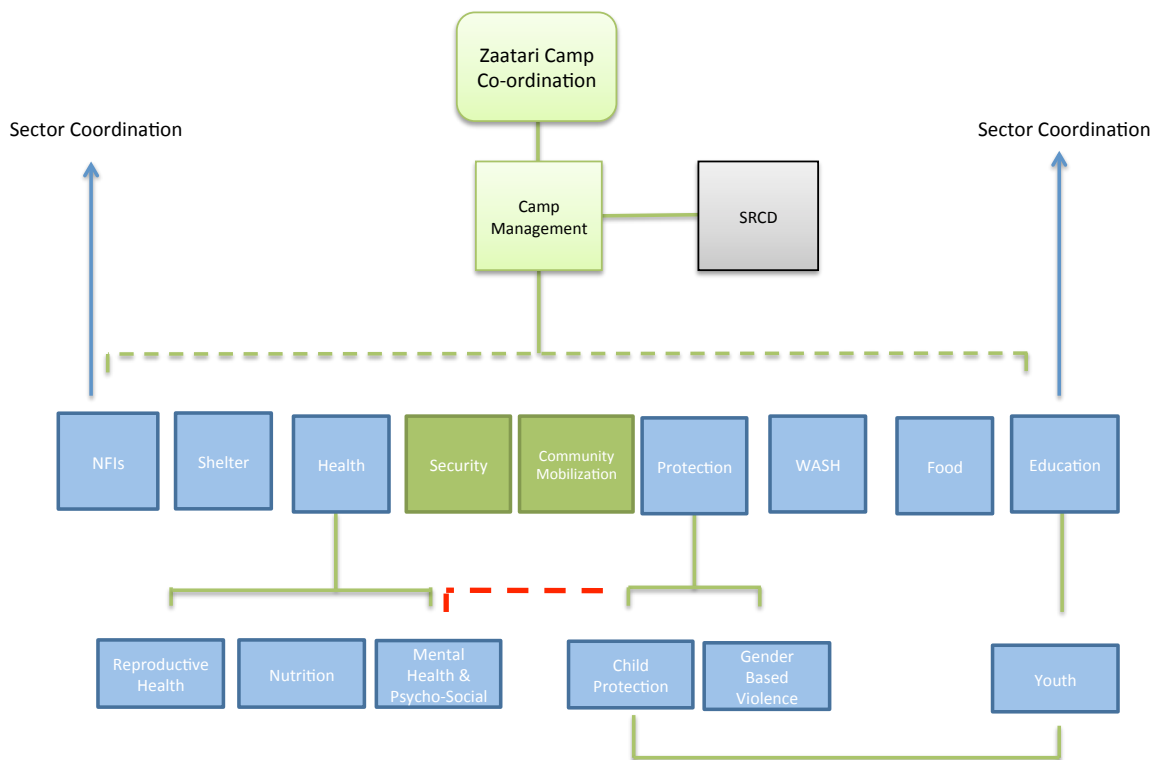 Zaatari Camp
Co-ordination
Sector Coordination
Sector Coordination
Camp
Management
SRCD
NFIs
Shelter
Health
Security
Community
Mobilization
Protection
WASH
Food
Education
Reproductive
Health
Nutrition
Mental
Health &
Psycho-Social
Child
Protection
Gender
Based
Violence
Youth